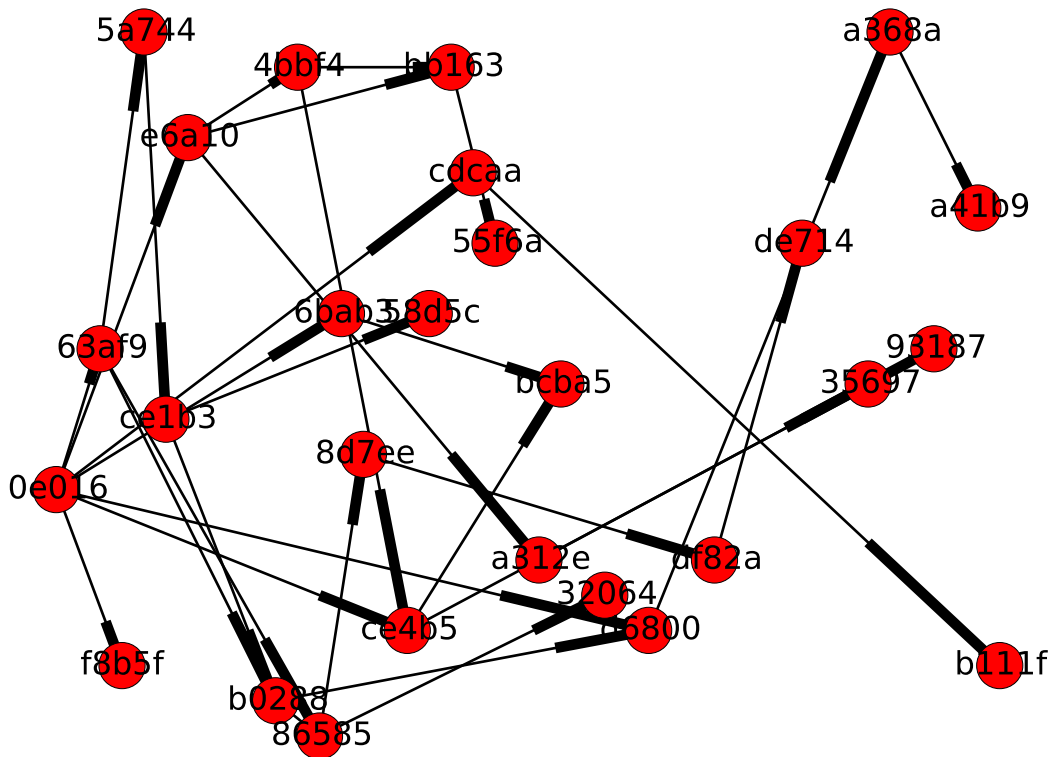 5a744
a368a
4bbf4
bb163
e6a10
cdcaa
a41b9
55f6a
de714
6bab3
58d5c
63af9
93187
bcba5
35697
ce1b3
8d7ee
0e016
a312e
df82a
32064
ce4b5
d6800
f8b5f
b111f
b0288
86585